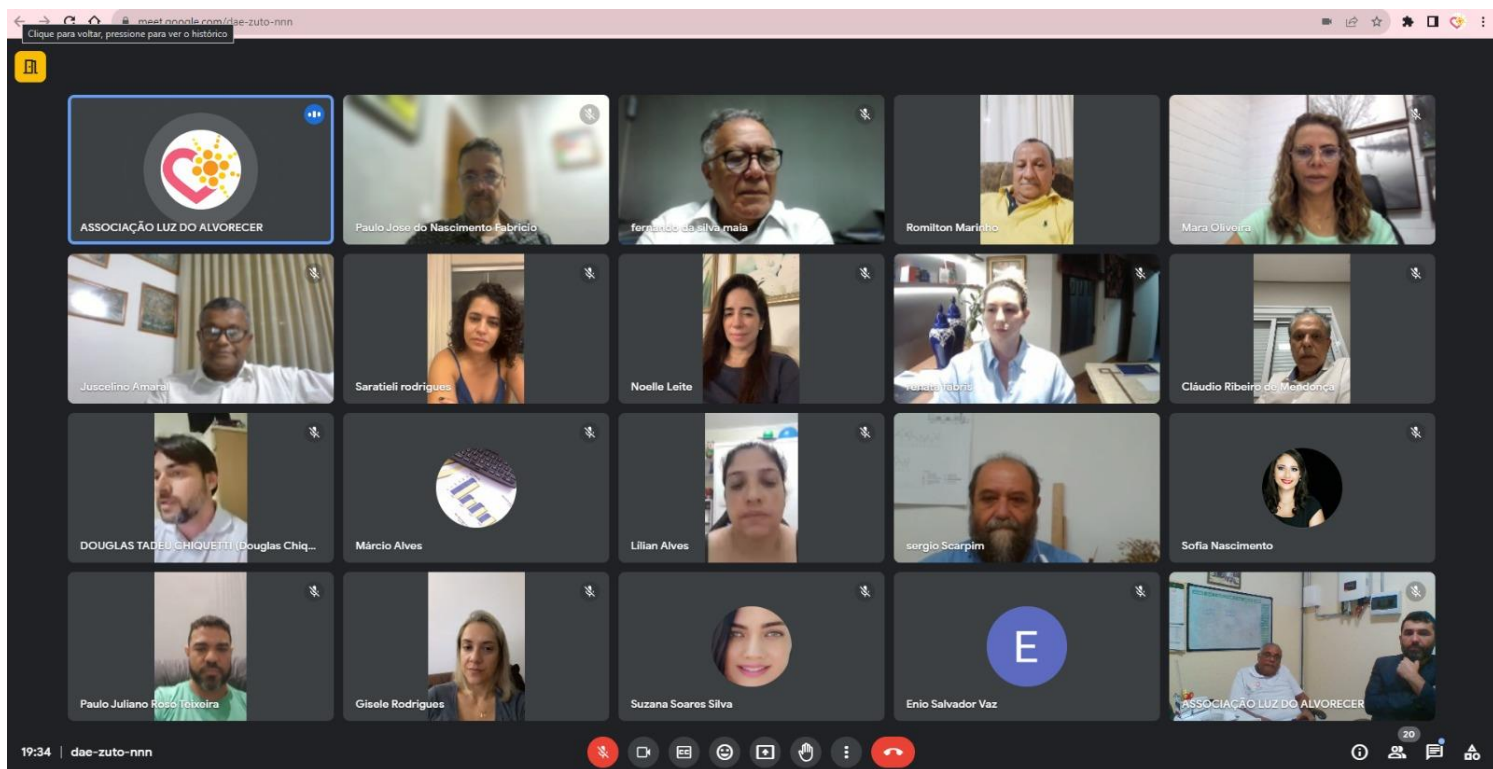 meet.google.com/dae-zuto-nnn
Clique para voltar, pressione para ver o histórico
ASSOCIAÇÃO LUZ DO ALVORECER
Paulo Jose do Nascimento Fabricio
fernando da silva maia
Romilton Marinho
Mara Oliveira
Juscelino Amaral
Saratieli rodrigues
Noelle Leite
renata fabris
Cláudio Ribeiro de Mendonça
DOUGLAS TADEU CHIQUETTI (Douglas Chiq...
Márcio Alves
Lílian Alves
sergio Scarpim
Sofia Nascimento
Paulo Juliano Roso Teixeira
Gisele Rodrigues
Suzana Soares Silva
E
Enio Salvador Vaz
ASSOCIAÇÃO LUZ DO ALVORECER
20
19:34 | dae-zuto-nnn